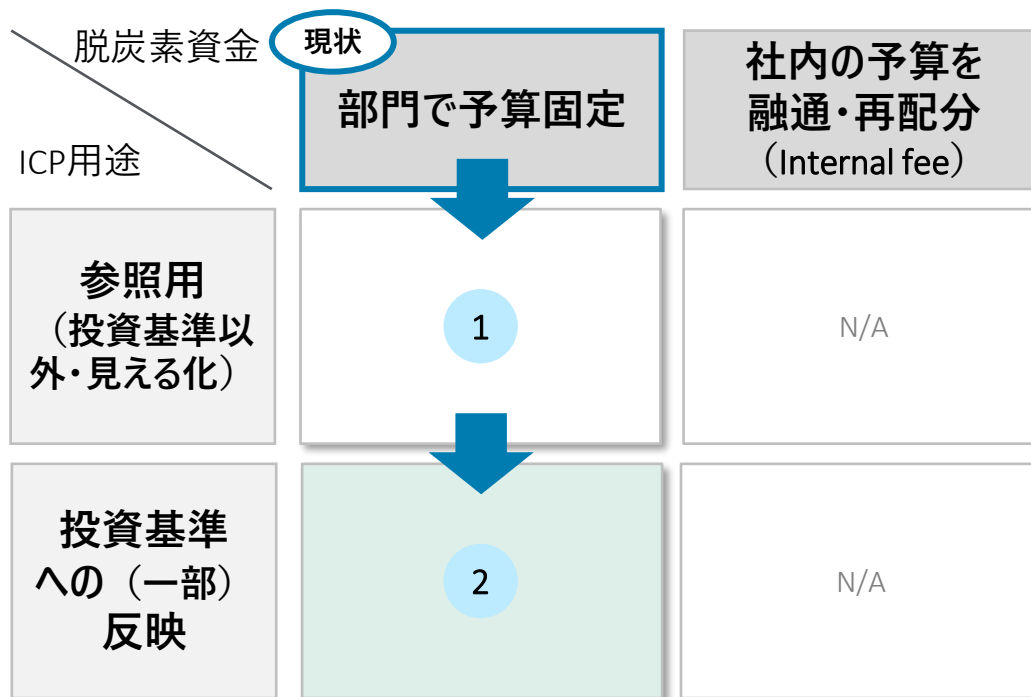 脱炭素資金
ICP用途
現状
部門で予算固定
社内の予算を
融通・再配分
（Internal fee）
参照用
（投資基準以
外・見える化）
1
N/A
投資基準
への（一部）
反映
2
N/A